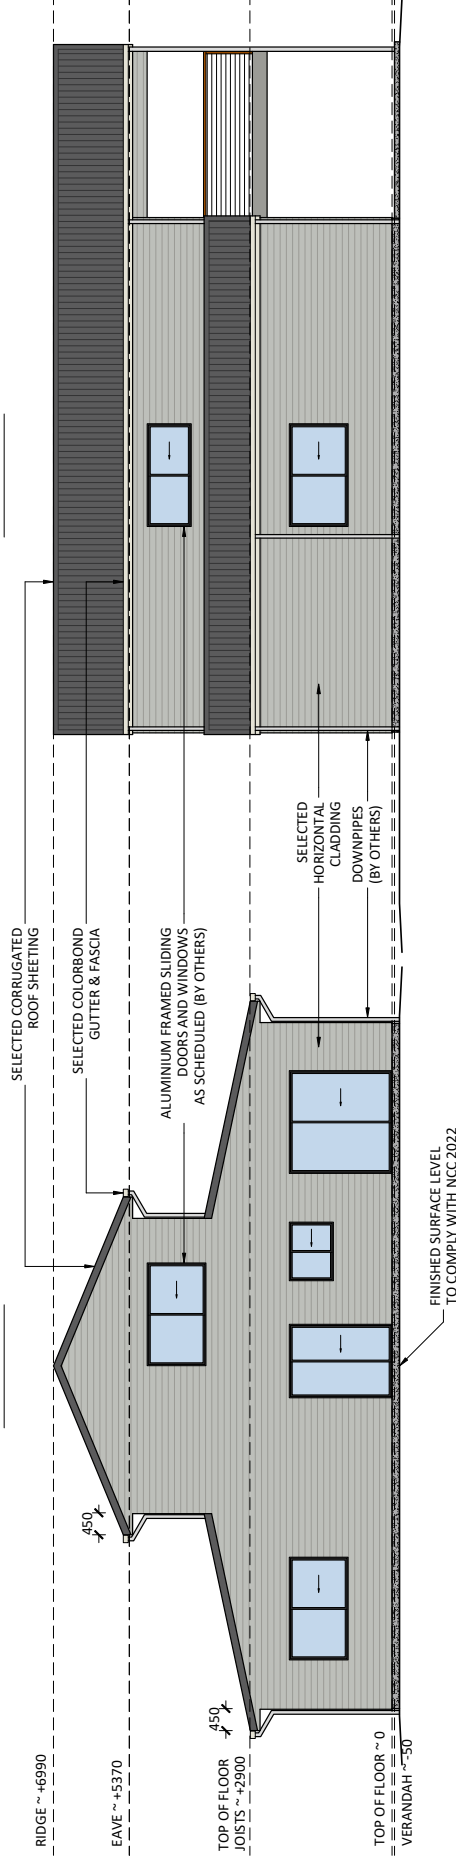 SELECTED CORRUGATED
ROOF SHEETING
SELECTED COLORBOND
GUTTER & FASCIA
ALUMINIUM FRAMED SLIDING
DOORS AND WINDOWS
AS SCHEDULED (BY OTHERS)
SELECTED
HORIZONTAL
CLADDING
DOWNPIPES
(BY OTHERS)
RIDGE ~ +6990
EAVE ~ +5370
TOP OF FLOOR
JOISTS ~ +2900
TOP OF FLOOR ~ 0
VERANDAH ~ -50
450
450
FINISHED SURFACE LEVEL
TO COMPLY WITH NCC 2022